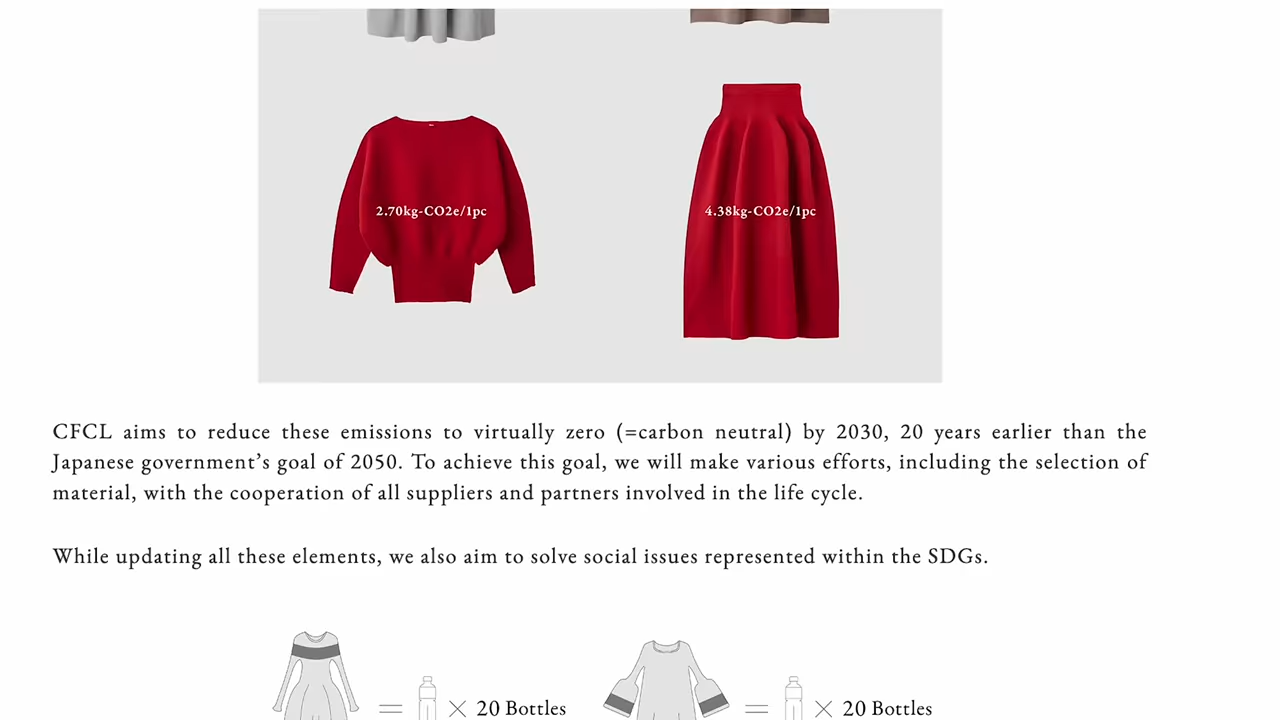 2.70kg-CO2e/1pc
4.38kg-CO2e/1pc
CFCL aims to reduce these emissions to virtually zero (=carbon neutral) by 2030, 20 years earlier than the
Japanese government’s goal of 2050. To achieve this goal, we will make various efforts, including the selection of
material, with the cooperation of all suppliers and partners involved in the life cycle.
While updating all these elements, we also aim to solve social issues represented within the SDGs.
= × 20 Bottles
= × 20 Bottles